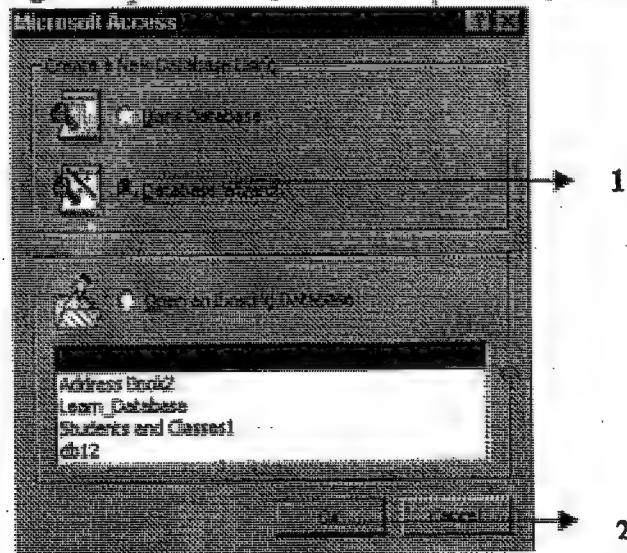 Microsoft Access
Create a New Database Using
Blank Database
Database Wizard
1
Open an Existing Database
Address Book2
Learn_Database
Students and Classes1
db12
OK
Cancel
2